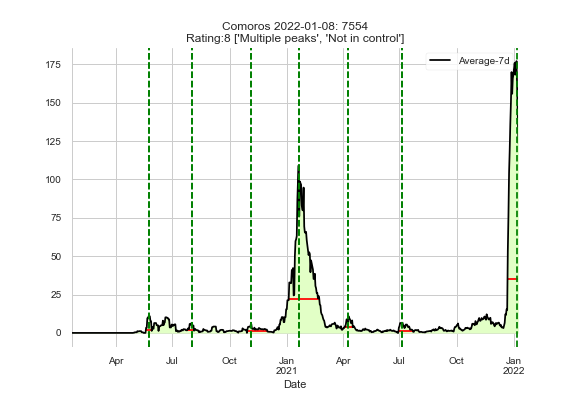 Comoros 2022-01-08: 7554
Rating:8 ['Multiple peaks', 'Not in control']
Average-7d
175
150
125
100
75
50
25
0
Apr
Jul
Oct
Jan
2021
Apr
Jul
Oct
Jan
2022
Date